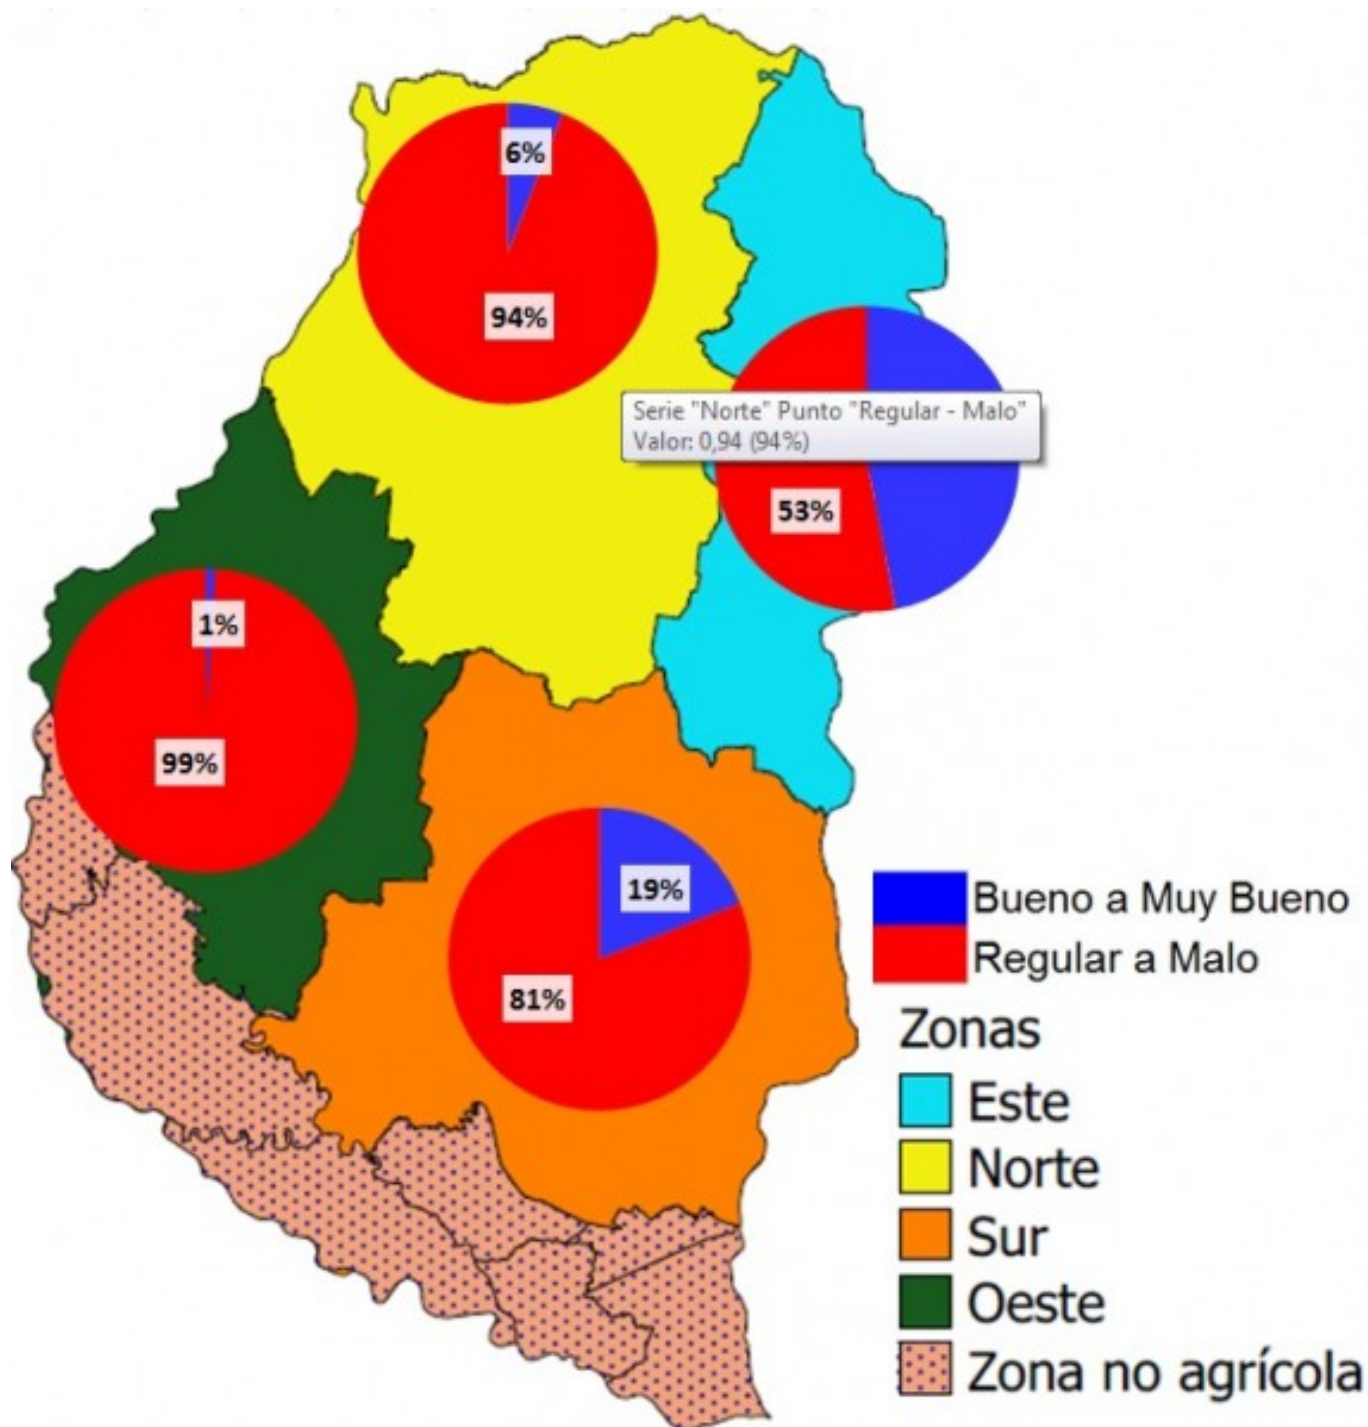 6%
94%
Serie "Norte" Punto "Regular - Malo"
Valor: 0,94 (94%)
53%
1%
99%
19%
81%
Bueno a Muy Bueno
Regular a Malo
Zonas
Este
Norte
Sur
Oeste
Zona no agrícola